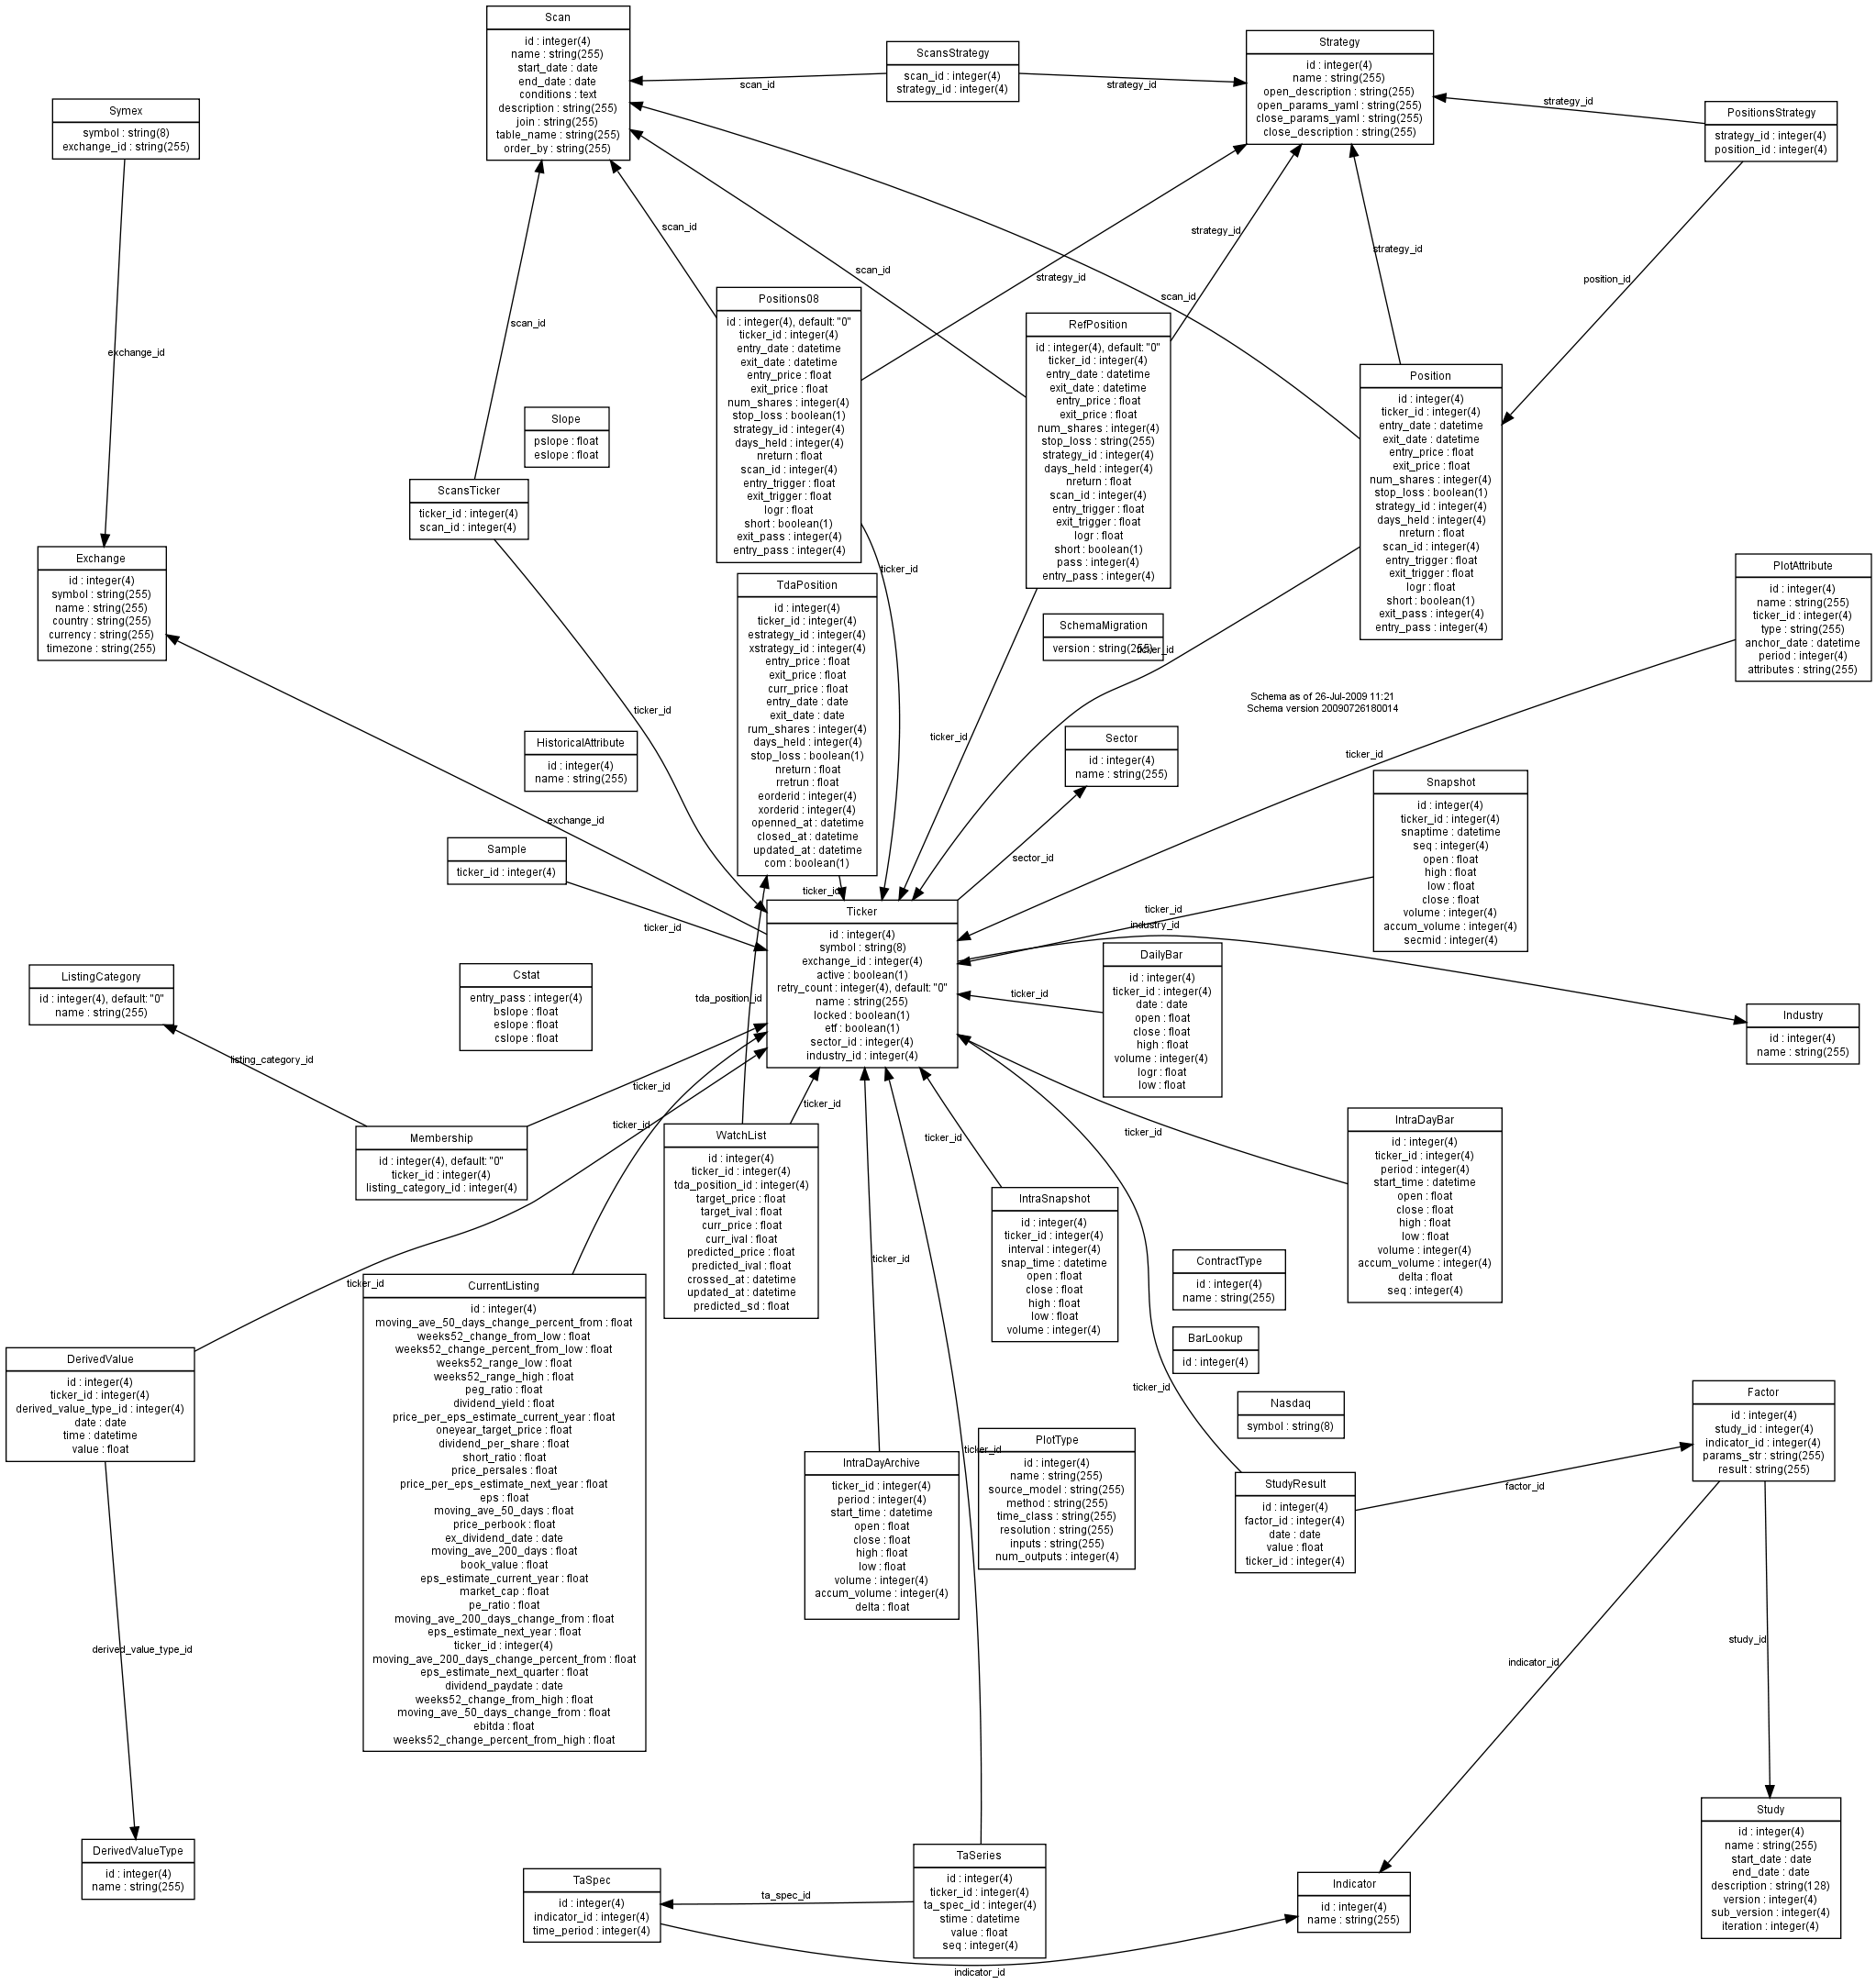 Scan
id : integer(4)
name : string(255)
start_date : date
end_date : date
conditions : text
description : string(255)
join : string(255)
table_name : string(255)
order_by : string(255)
ScansStrategy
scan_id : integer(4)
strategy_id : integer(4)
Strategy
id : integer(4)
name : string(255)
open_description : string(255)
open_params_yaml : string(255)
close_params_yaml : string(255)
close_description : string(255)
scan_id
strategy_id
strategy_id
Symex
symbol : string(8)
exchange_id : string(255)
PositionsStrategy
strategy_id : integer(4)
position_id : integer(4)
scan_id
scan_id
strategy_id
strategy_id
scan_id
strategy_id
position_id
scan_id
exchange_id
Positions08
id : integer(4), default: "0"
ticker_id : integer(4)
entry_date : datetime
exit_date : datetime
entry_price : float
exit_price : float
num_shares : integer(4)
stop_loss : boolean(1)
strategy_id : integer(4)
days_held : integer(4)
nreturn : float
scan_id : integer(4)
entry_trigger : float
exit_trigger : float
logr : float
short : boolean(1)
exit_pass : integer(4)
entry_pass : integer(4)
RefPosition
id : integer(4), default: "0"
ticker_id : integer(4)
entry_date : datetime
exit_date : datetime
entry_price : float
exit_price : float
num_shares : integer(4)
stop_loss : string(255)
strategy_id : integer(4)
days_held : integer(4)
nreturn : float
scan_id : integer(4)
entry_trigger : float
exit_trigger : float
logr : float
short : boolean(1)
pass : integer(4)
entry_pass : integer(4)
Position
id : integer(4)
ticker_id : integer(4)
entry_date : datetime
exit_date : datetime
entry_price : float
exit_price : float
num_shares : integer(4)
stop_loss : boolean(1)
strategy_id : integer(4)
days_held : integer(4)
nreturn : float
scan_id : integer(4)
entry_trigger : float
exit_trigger : float
logr : float
short : boolean(1)
exit_pass : integer(4)
entry_pass : integer(4)
Slope
pslope : float
eslope : float
ScansTicker
ticker_id : integer(4)
scan_id : integer(4)
Exchange
id : integer(4)
symbol : string(255)
name : string(255)
country : string(255)
currency : string(255)
timezone : string(255)
PlotAttribute
id : integer(4)
name : string(255)
ticker_id : integer(4)
type : string(255)
anchor_date : datetime
period : integer(4)
attributes : string(255)
ticker_id
TdaPosition
id : integer(4)
ticker_id : integer(4)
estrategy_id : integer(4)
xstrategy_id : integer(4)
entry_price : float
exit_price : float
curr_price : float
entry_date : date
exit_date : date
rum_shares : integer(4)
days_held : integer(4)
stop_loss : boolean(1)
nreturn : float
rretrun : float
eorderid : integer(4)
xorderid : integer(4)
openned_at : datetime
closed_at : datetime
updated_at : datetime
com : boolean(1)
SchemaMigration
version : string(255)
ticker_id
Schema as of 26-Jul-2009 11:21
Schema version 20090726180014
ticker_id
ticker_id
ticker_id
HistoricalAttribute
id : integer(4)
name : string(255)
Sector
id : integer(4)
name : string(255)
Snapshot
id : integer(4)
ticker_id : integer(4)
snaptime : datetime
seq : integer(4)
open : float
high : float
low : float
close : float
volume : integer(4)
accum_volume : integer(4)
secmid : integer(4)
exchange_id
Sample
ticker_id : integer(4)
sector_id
ticker_id
ticker_id
ticker_id
industry_id
Ticker
id : integer(4)
symbol : string(8)
exchange_id : integer(4)
active : boolean(1)
retry_count : integer(4), default: "0"
name : string(255)
locked : boolean(1)
etf : boolean(1)
sector_id : integer(4)
industry_id : integer(4)
DailyBar
id : integer(4)
ticker_id : integer(4)
date : date
open : float
close : float
high : float
volume : integer(4)
logr : float
low : float
ticker_id
ListingCategory
id : integer(4), default: "0"
name : string(255)
Cstat
entry_pass : integer(4)
bslope : float
eslope : float
cslope : float
tda_position_id
Industry
id : integer(4)
name : string(255)
listing_category_id
ticker_id
ticker_id
ticker_id
ticker_id
ticker_id
Membership
id : integer(4), default: "0"
ticker_id : integer(4)
listing_category_id : integer(4)
WatchList
id : integer(4)
ticker_id : integer(4)
tda_position_id : integer(4)
target_price : float
target_ival : float
curr_price : float
curr_ival : float
predicted_price : float
predicted_ival : float
crossed_at : datetime
updated_at : datetime
predicted_sd : float
IntraDayBar
id : integer(4)
ticker_id : integer(4)
period : integer(4)
start_time : datetime
open : float
close : float
high : float
low : float
volume : integer(4)
accum_volume : integer(4)
delta : float
seq : integer(4)
IntraSnapshot
id : integer(4)
ticker_id : integer(4)
interval : integer(4)
snap_time : datetime
open : float
close : float
high : float
low : float
volume : integer(4)
ticker_id
ticker_id
ContractType
id : integer(4)
name : string(255)
CurrentListing
id : integer(4)
moving_ave_50_days_change_percent_from : float
weeks52_change_from_low : float
weeks52_change_percent_from_low : float
weeks52_range_low : float
weeks52_range_high : float
peg_ratio : float
dividend_yield : float
price_per_eps_estimate_current_year : float
oneyear_target_price : float
dividend_per_share : float
short_ratio : float
price_persales : float
price_per_eps_estimate_next_year : float
eps : float
moving_ave_50_days : float
price_perbook : float
ex_dividend_date : date
moving_ave_200_days : float
book_value : float
eps_estimate_current_year : float
market_cap : float
pe_ratio : float
moving_ave_200_days_change_from : float
eps_estimate_next_year : float
ticker_id : integer(4)
moving_ave_200_days_change_percent_from : float
eps_estimate_next_quarter : float
dividend_paydate : date
weeks52_change_from_high : float
moving_ave_50_days_change_from : float
ebitda : float
weeks52_change_percent_from_high : float
BarLookup
id : integer(4)
DerivedValue
id : integer(4)
ticker_id : integer(4)
derived_value_type_id : integer(4)
date : date
time : datetime
value : float
ticker_id
Nasdaq
symbol : string(8)
Factor
id : integer(4)
study_id : integer(4)
indicator_id : integer(4)
params_str : string(255)
result : string(255)
ticker_id
IntraDayArchive
ticker_id : integer(4)
period : integer(4)
start_time : datetime
open : float
close : float
high : float
low : float
volume : integer(4)
accum_volume : integer(4)
delta : float
PlotType
id : integer(4)
name : string(255)
source_model : string(255)
method : string(255)
time_class : string(255)
resolution : string(255)
inputs : string(255)
num_outputs : integer(4)
StudyResult
id : integer(4)
factor_id : integer(4)
date : date
value : float
ticker_id : integer(4)
factor_id
derived_value_type_id
study_id
indicator_id
Study
id : integer(4)
name : string(255)
start_date : date
end_date : date
description : string(128)
version : integer(4)
sub_version : integer(4)
iteration : integer(4)
DerivedValueType
id : integer(4)
name : string(255)
TaSpec
id : integer(4)
indicator_id : integer(4)
time_period : integer(4)
ta_spec_id
TaSeries
id : integer(4)
ticker_id : integer(4)
ta_spec_id : integer(4)
stime : datetime
value : float
seq : integer(4)
Indicator
id : integer(4)
name : string(255)
indicator_id